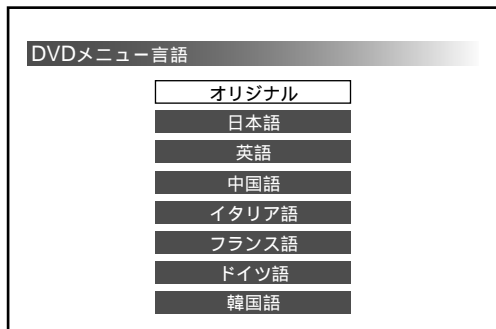 DVDメニュー言語
オリジナル
日本語
英語
中国語
イタリア語
フランス語
ドイツ語
韓国語